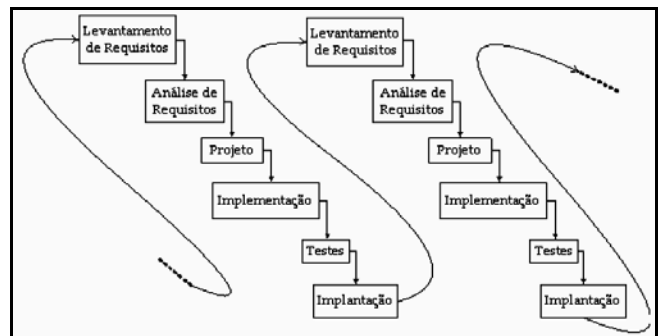 Levantamento
de Requisitos
Análise de
Requisitos
Projeto
Implementação
Testes
Implantação
Levantamento
de Requisitos
Análise de
Requisitos
Projeto
Implementação
Testes
Implantação